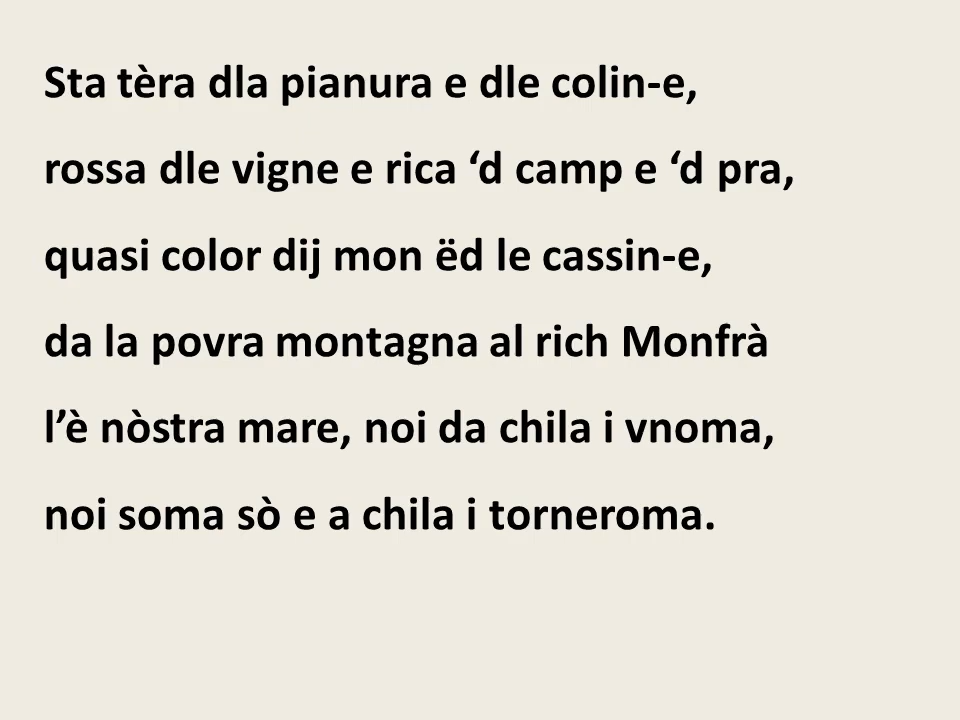 Sta tèra dla pianura e dle colin-e,
rossa dle vigne e rica ‘d camp e ‘d pra,
quasi color dij mon ëd le cassin-e,
da la povra montagna al rich Monfrà
l’è nòstra mare, noi da chila i vnoma,
noi soma sò e a chila i torneroma.